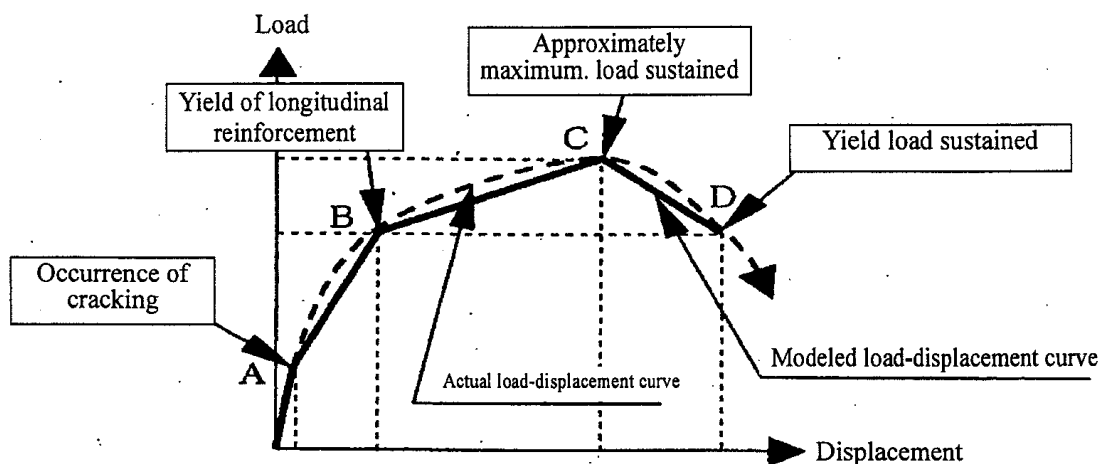 Load
Approximately
maximum. load sustained
Yield of longitudinal
reinforcement
C
Yield load sustained
D
B
Occurrence of
cracking
A
Actual load-displacement curve
Modeled load-displacement curve
Displacement